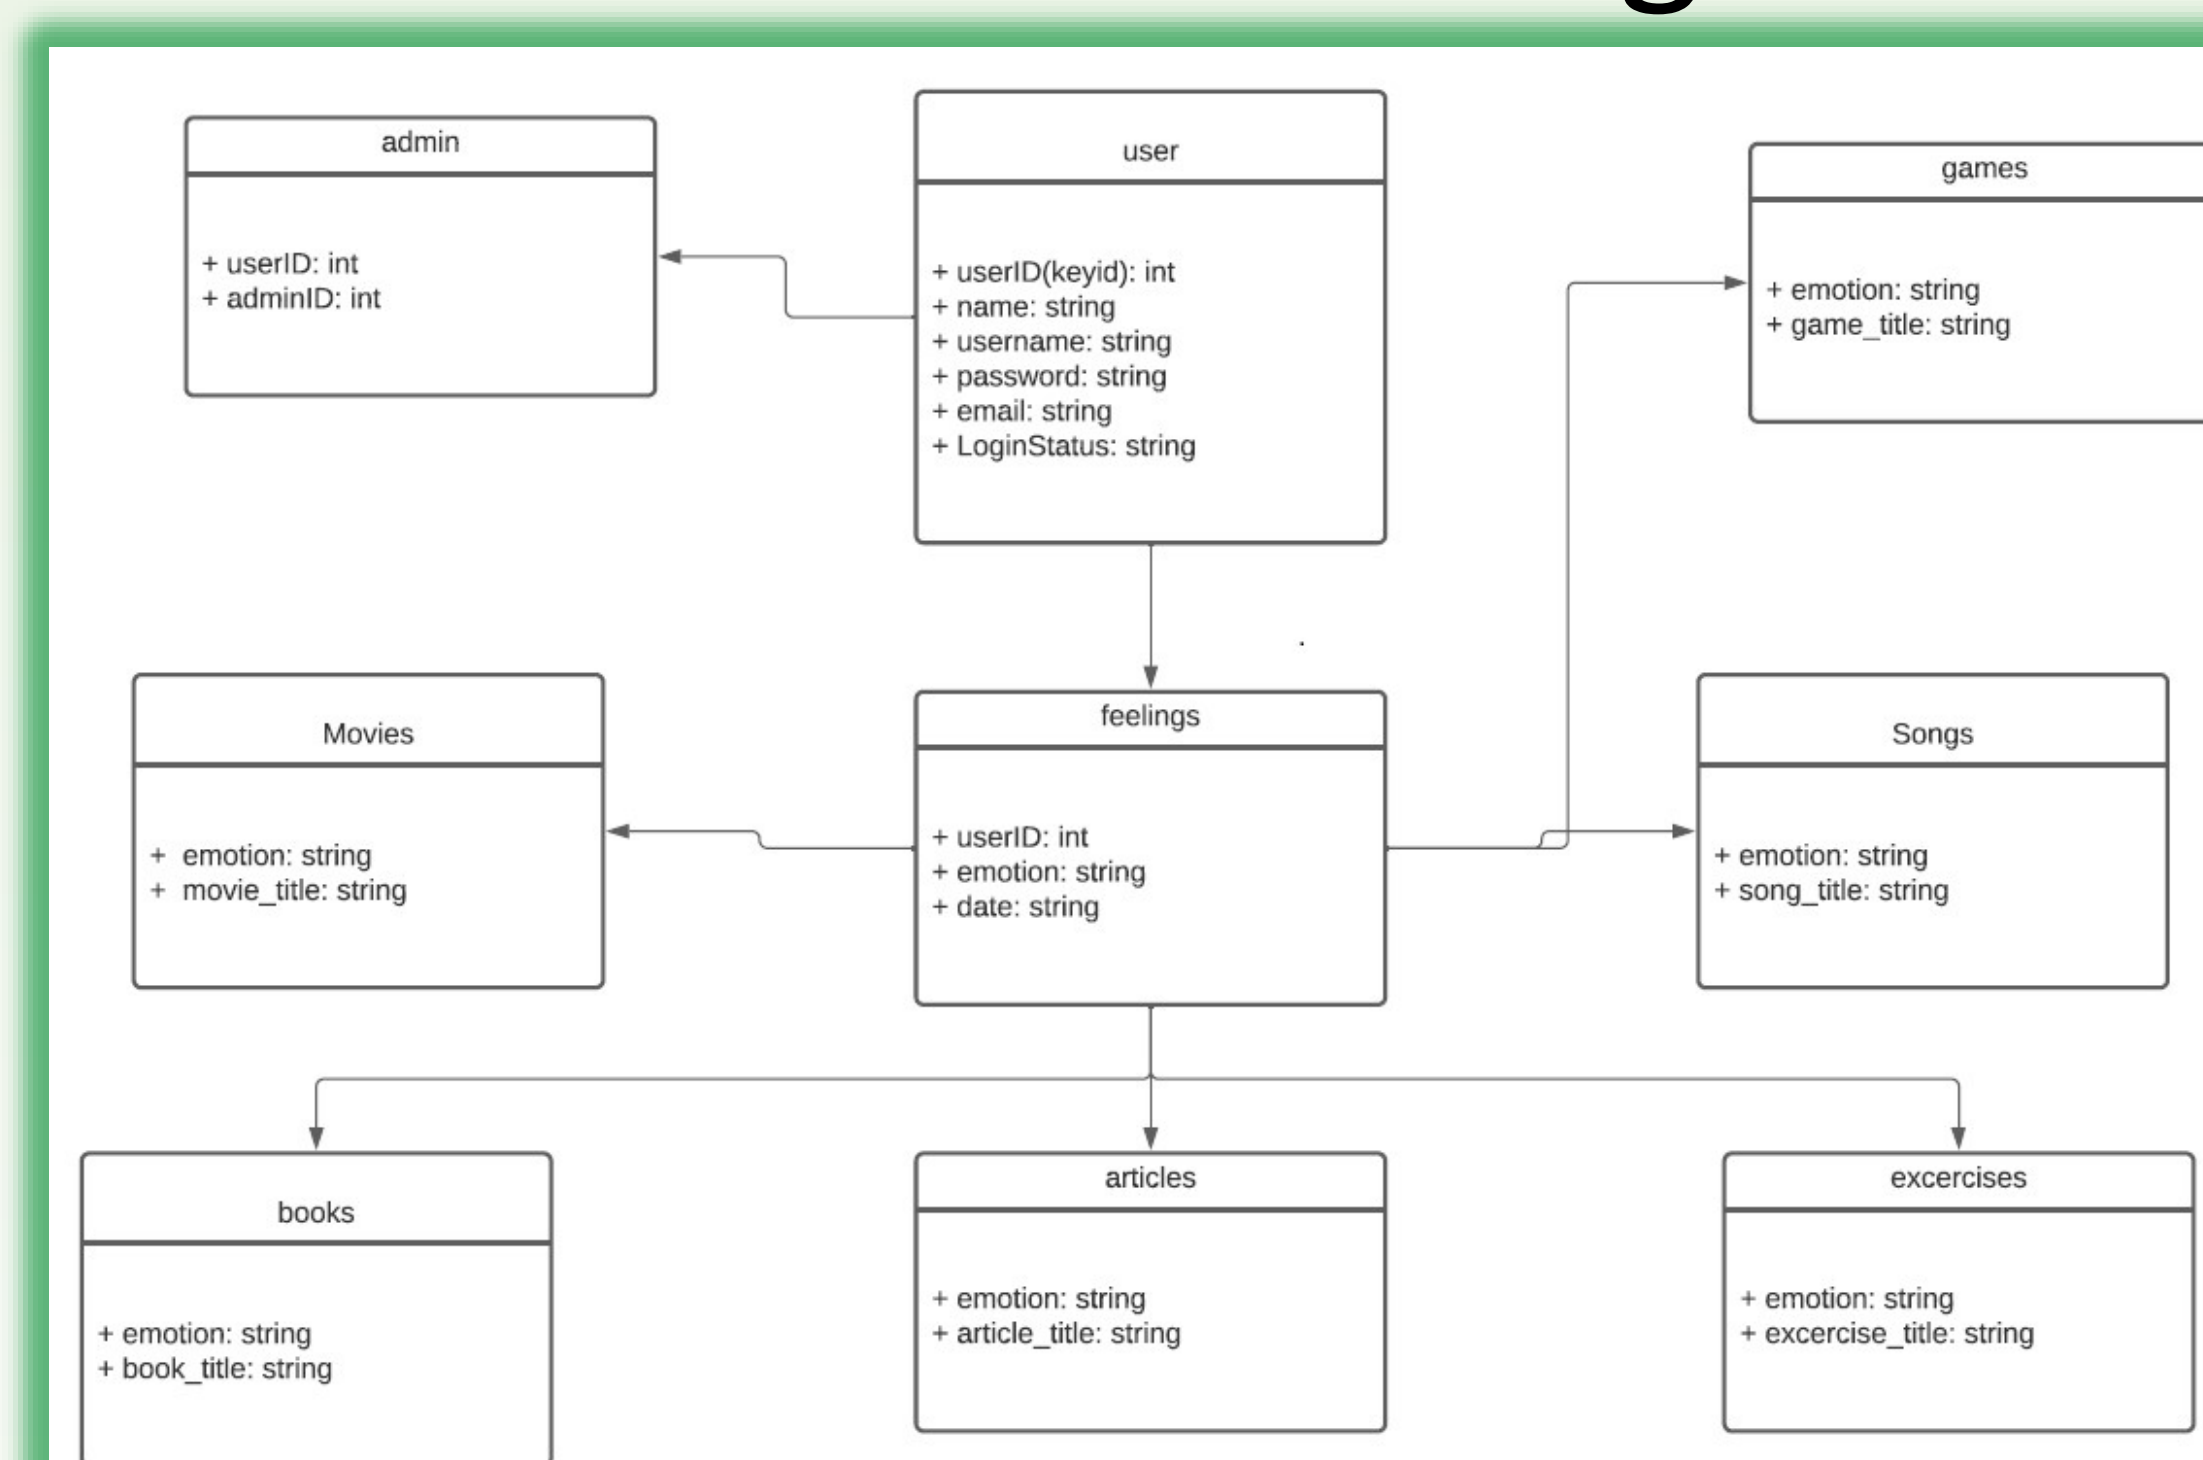 admin
+ userID: int
+ adminID: int
user
+ userID(keyid): int
+ name: string
+ username: string
+ password: string
+ email: string
+ LoginStatus: string
games
+ emotion: string
+ game_title: string
Movies
+ emotion: string
+ movie_title: string
feelings
+ userID: int
+ emotion: string
+ date: string
Songs
+ emotion: string
+ song_title: string
books
+ emotion: string
+ book_title: string
articles
+ emotion: string
+ article_title: string
excercises
+ emotion: string
+ excercise_title: string